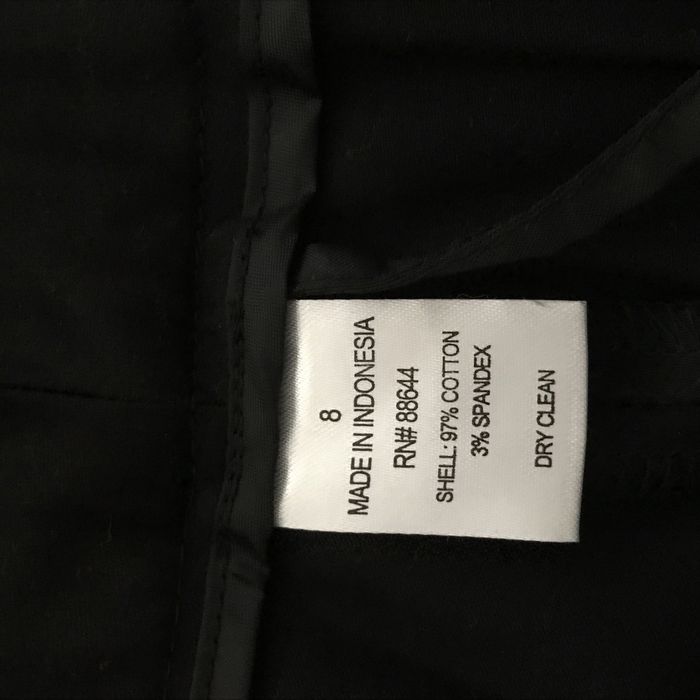 8
MADE IN INDONESIA
RN# 88644
SHELL: 97% COTTON
3% SPANDEX
DRY CLEAN